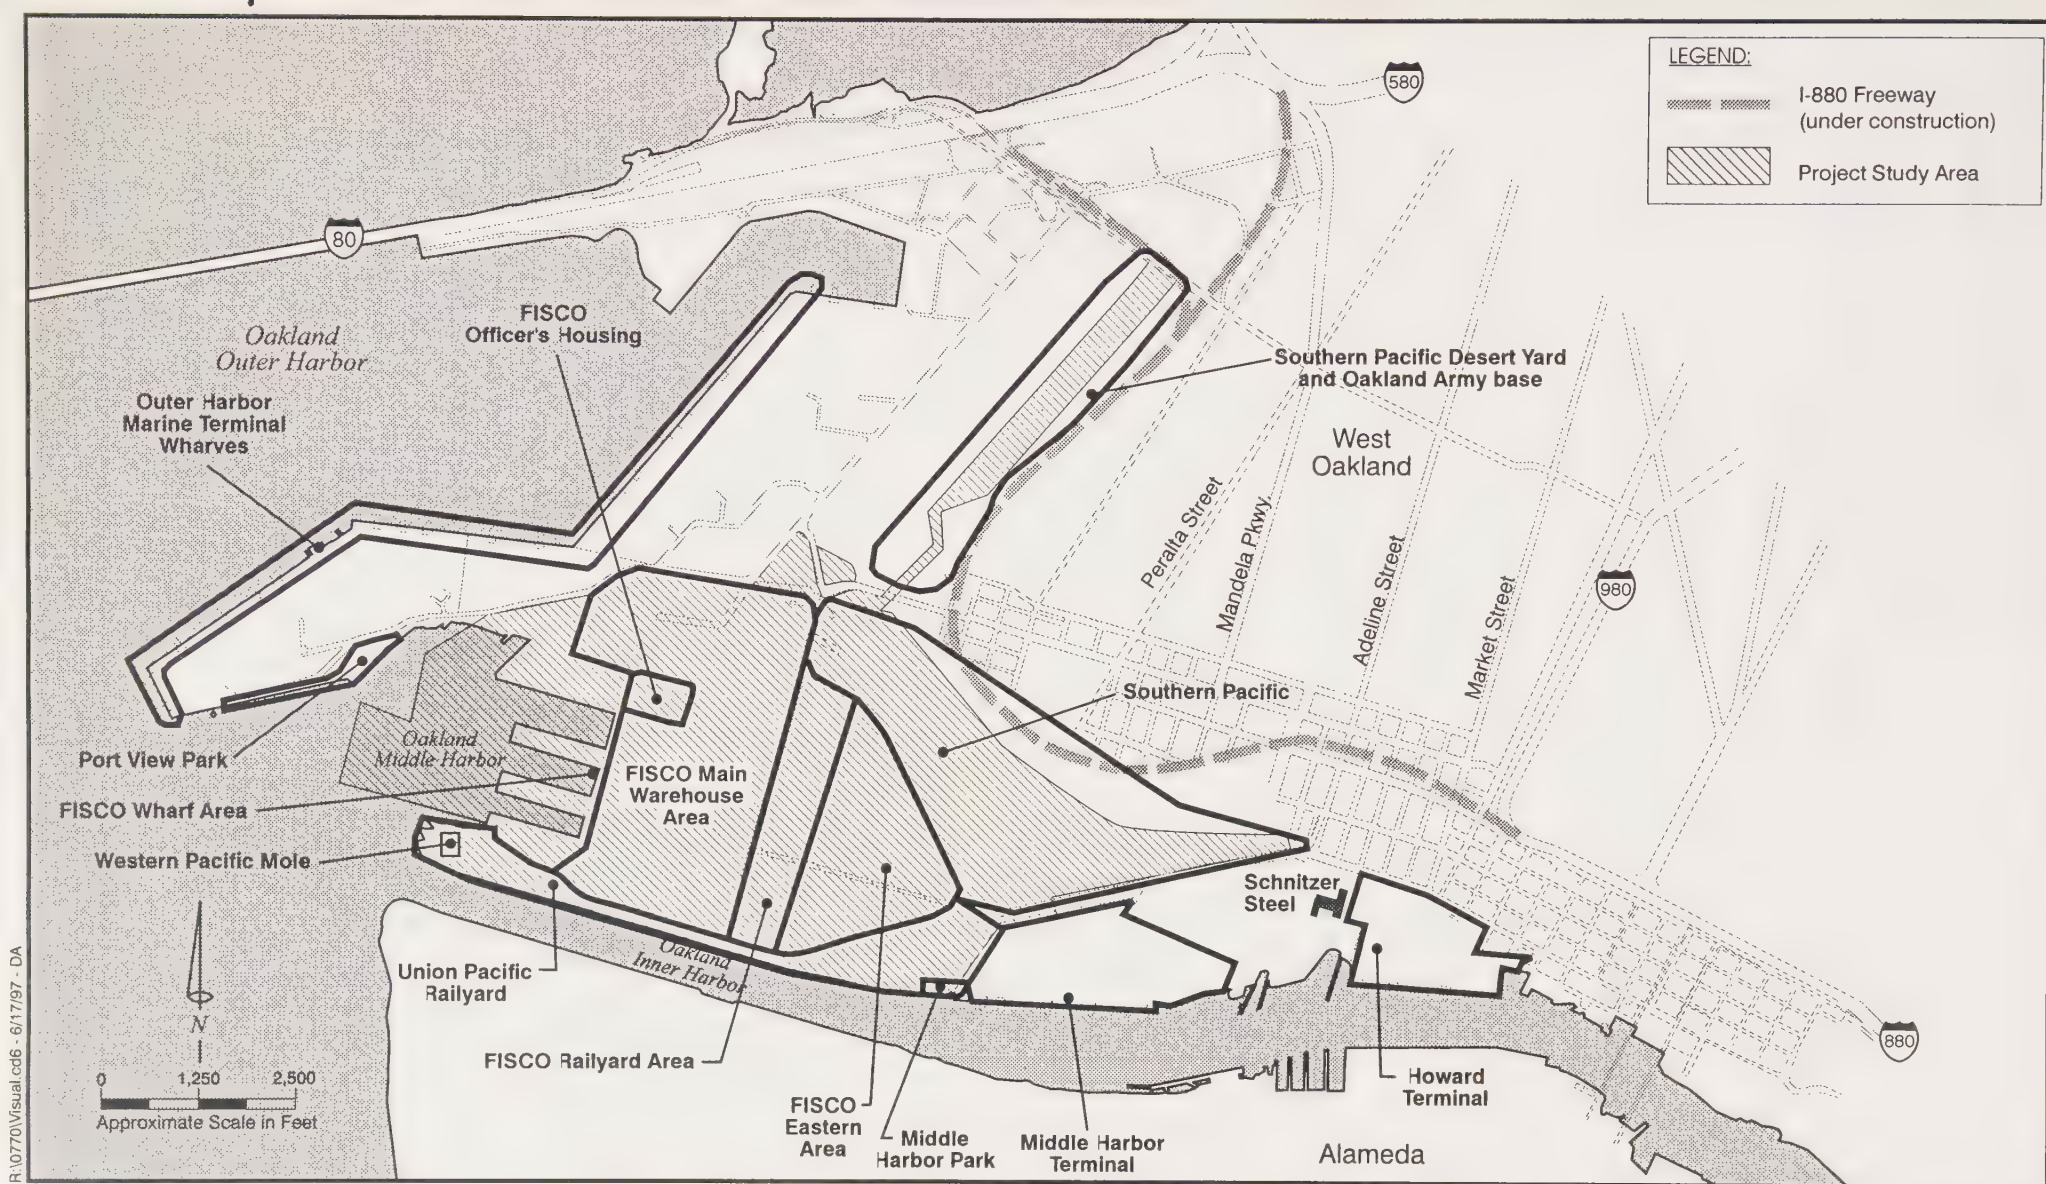 LEGEND:
I-880 Freeway
(under construction)
Project Study Area
580
80
Oakland
Outer Harbor
FISCO
Officer's Housing
Outer Harbor
Marine Terminal
Wharves
Southern Pacific Desert Yard
and Oakland Army base
West
Oakland
Peralta Street
Mandela Pkwy.
Adeline Street
Market Street
980
Southern Pacific
Port View Park
Oakland
Middle Harbor
FISCO Wharf Area
FISCO Main
Warehouse
Area
Western Pacific Mole
Schnitzer
Steel
Union Pacific
Railyard
Oakland
Inner Harbor
FISCO Railyard Area
N
0 1,250 2,500
Approximate Scale in Feet
FISCO
Eastern
Area
Middle
Harbor Park
Middle Harbor
Terminal
Howard
Terminal
880
Alameda
R:\0770\Visual.cd6 - 6/17/97 - DA